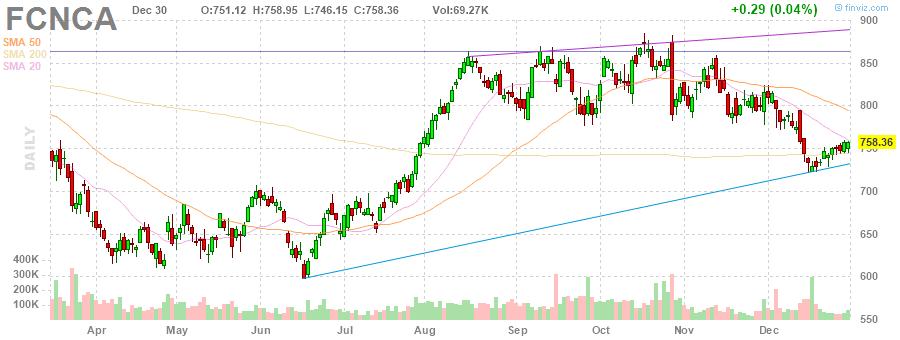 FCNCA Dec 30 O:751.12 H:758.95 L:746.15 C:758.36 Vol:69.27K +0.29 (0.04%)
© finviz.com
SMA 50
SMA 200
SMA 20
DAILY
900
850
800
758.36
750
700
650
600
550
400K
300K
200K
100K
Apr May Jun Jul Aug Sep Oct Nov Dec